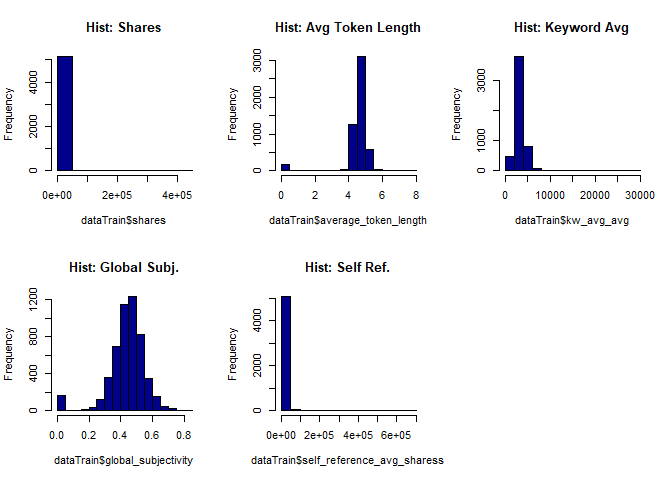 Hist: Shares
Frequency
0 2000 4000
0e+00 2e+05 4e+05
dataTrain$shares
Hist: Avg Token Length
Frequency
0 1000 2000 3000
0 2 4 6 8
dataTrain$average_token_length
Hist: Keyword Avg
Frequency
0 1000 3000
0 10000 20000 30000
dataTrain$kw_avg_avg
Hist: Global Subj.
Frequency
0 400 800 1200
0.0 0.2 0.4 0.6 0.8
dataTrain$global_subjectivity
Hist: Self Ref.
Frequency
0 2000 4000
0e+00 2e+05 4e+05 6e+05
dataTrain$self_reference_avg_sharess